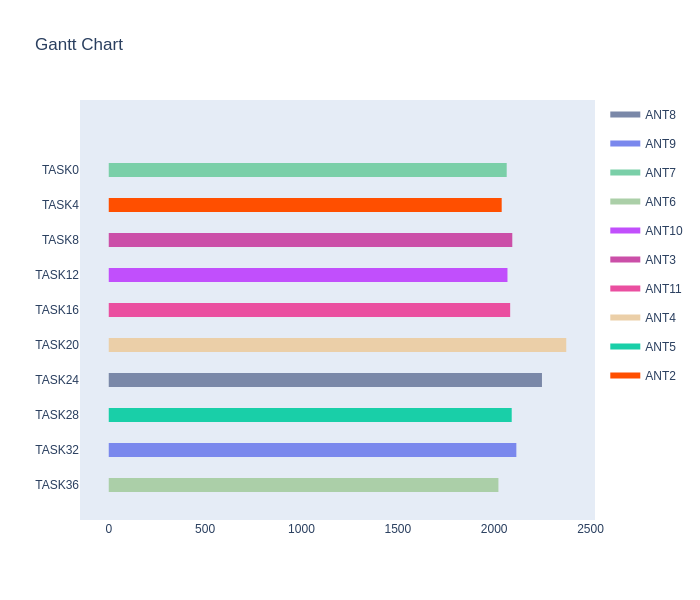 Gantt Chart
TASK0
TASK4
TASK8
TASK12
TASK16
TASK20
TASK24
TASK28
TASK32
TASK36
0 500 1000 1500 2000 2500
ANT8
ANT9
ANT7
ANT6
ANT10
ANT3
ANT11
ANT4
ANT5
ANT2